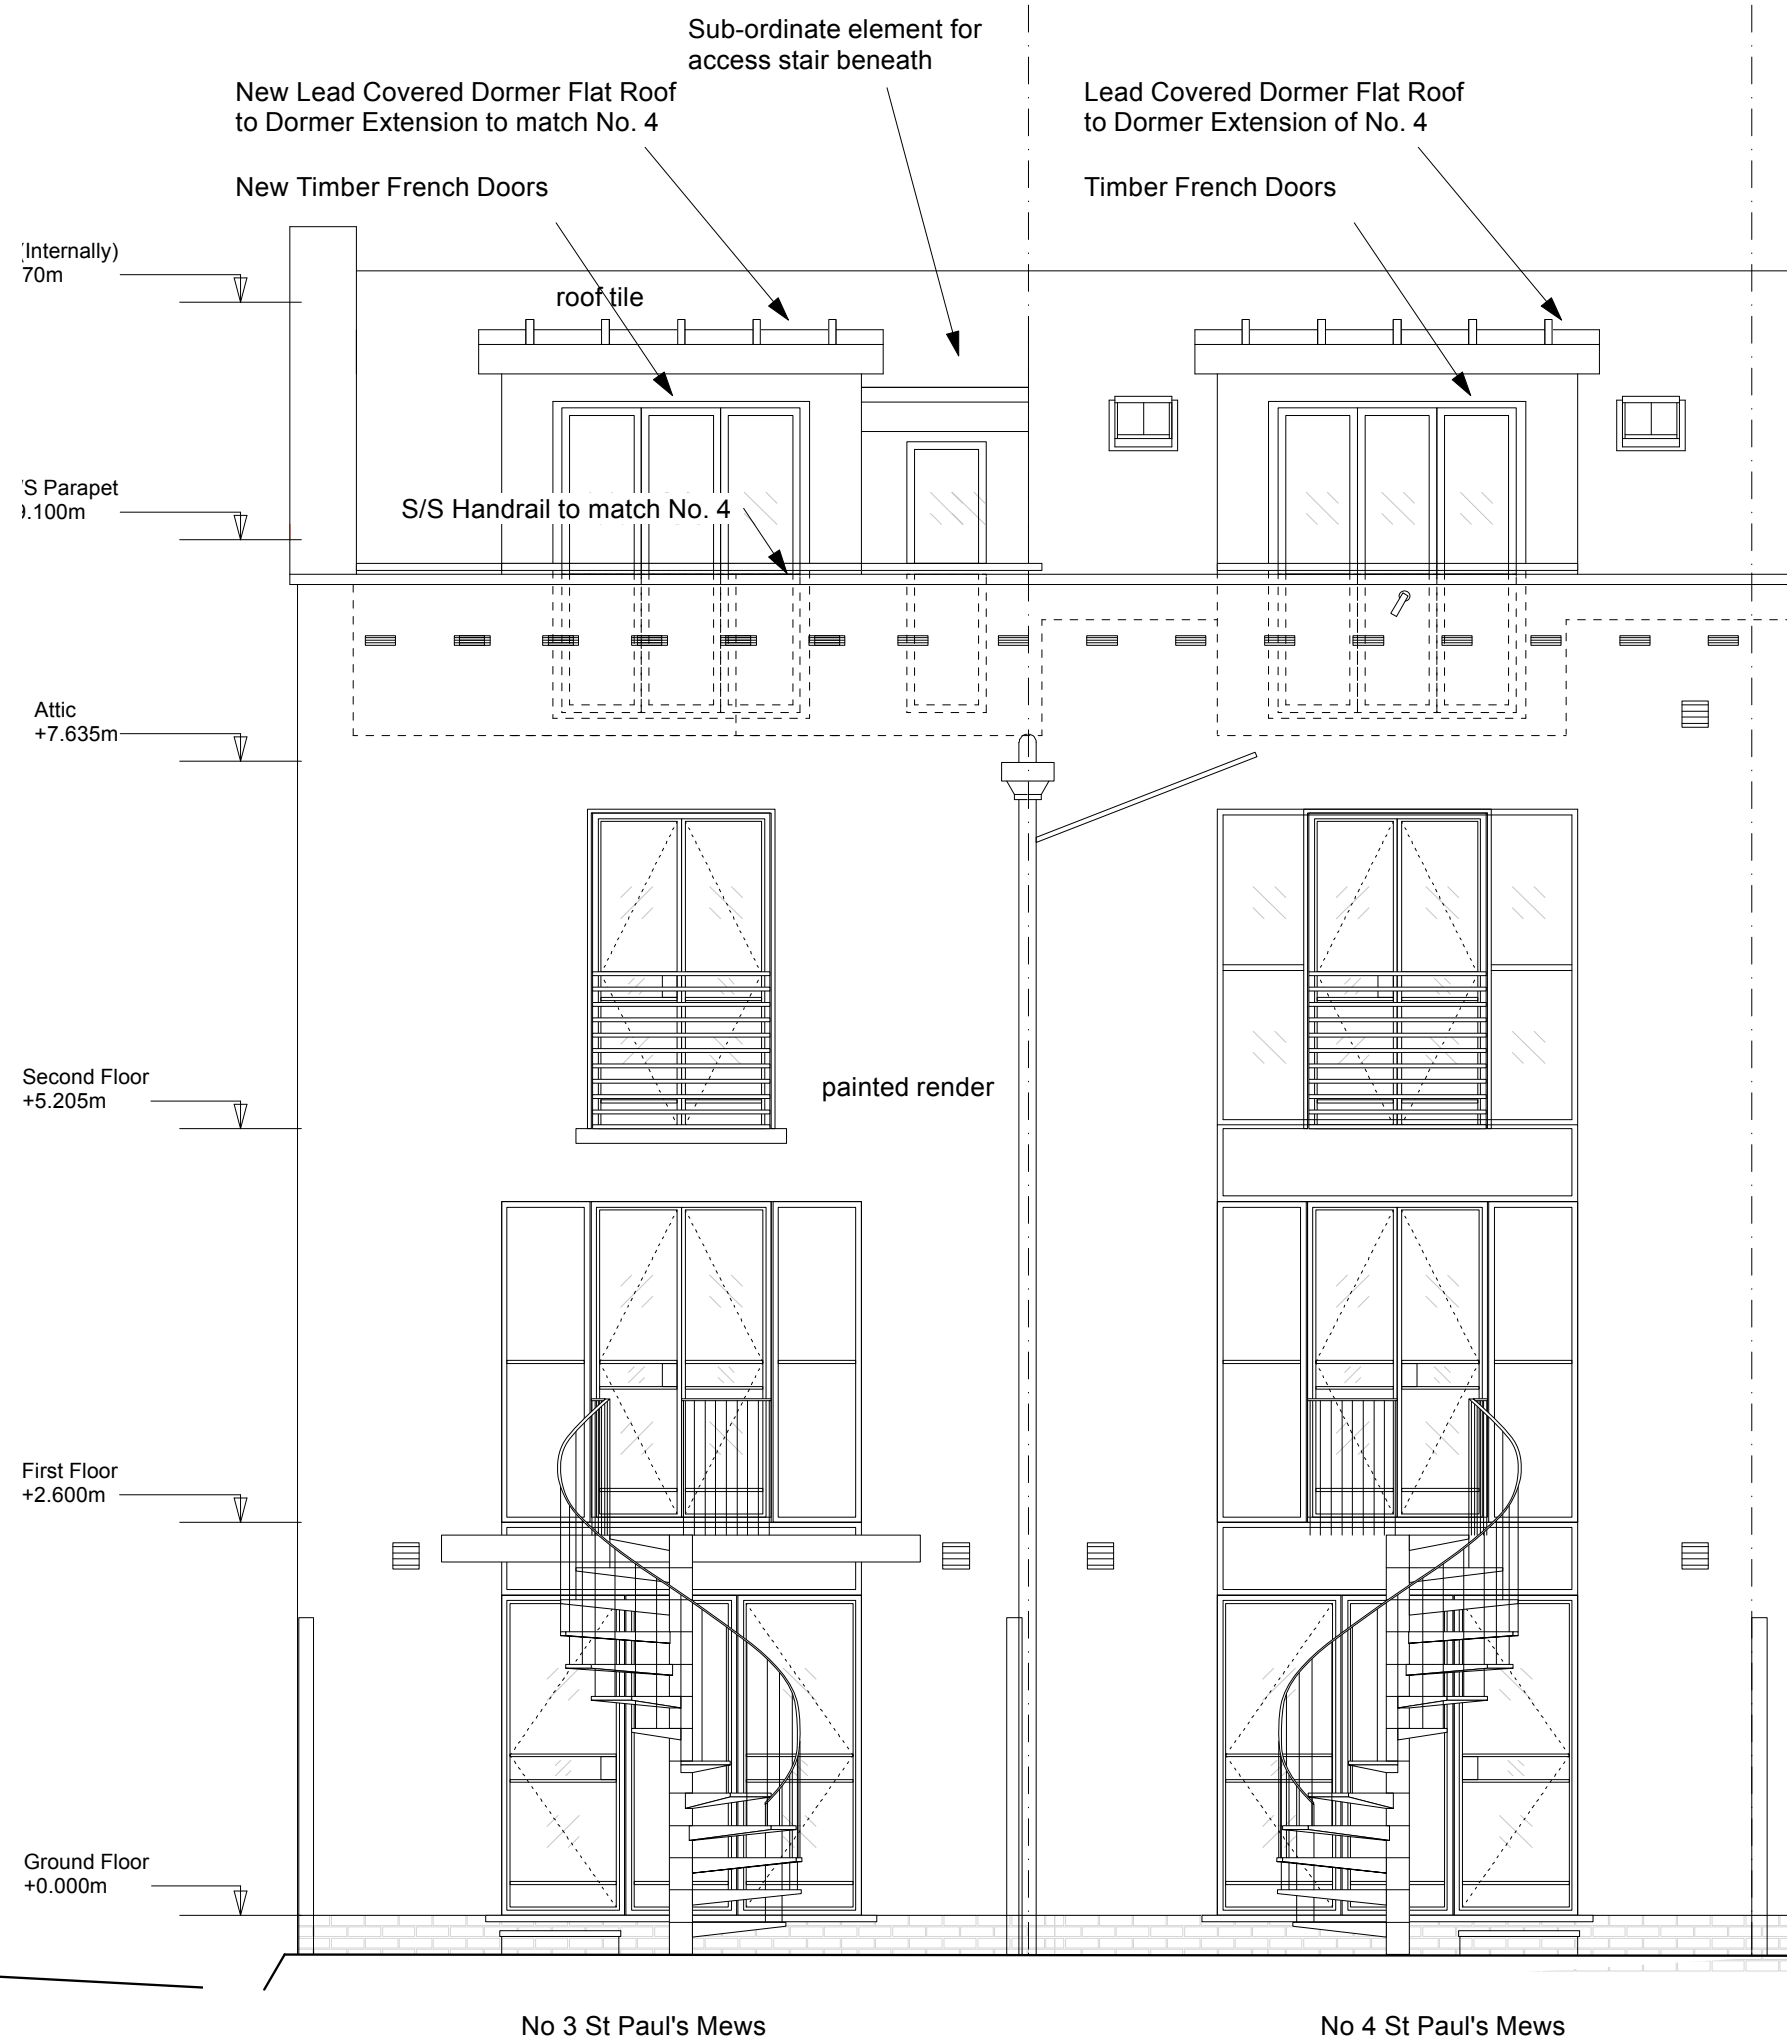 Sub-ordinate element for
access stair beneath
New Lead Covered Dormer Flat Roof
to Dormer Extension to match No. 4
Lead Covered Dormer Flat Roof
to Dormer Extension of No. 4
New Timber French Doors
Timber French Doors
(Internally)
70m
roof tile
'S Parapet
.100m
S/S Handrail to match No. 4
Attic
+7.635m
Second Floor
+5.205m
painted render
First Floor
+2.600m
Ground Floor
+0.000m
No 3 St Paul's Mews
No 4 St Paul's Mews